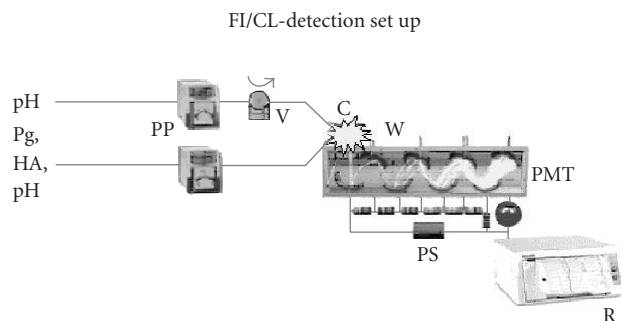 FI/CL-detection set up
pH
Pg,
HA,
pH
PP
V
C
W
PMT
PS
R